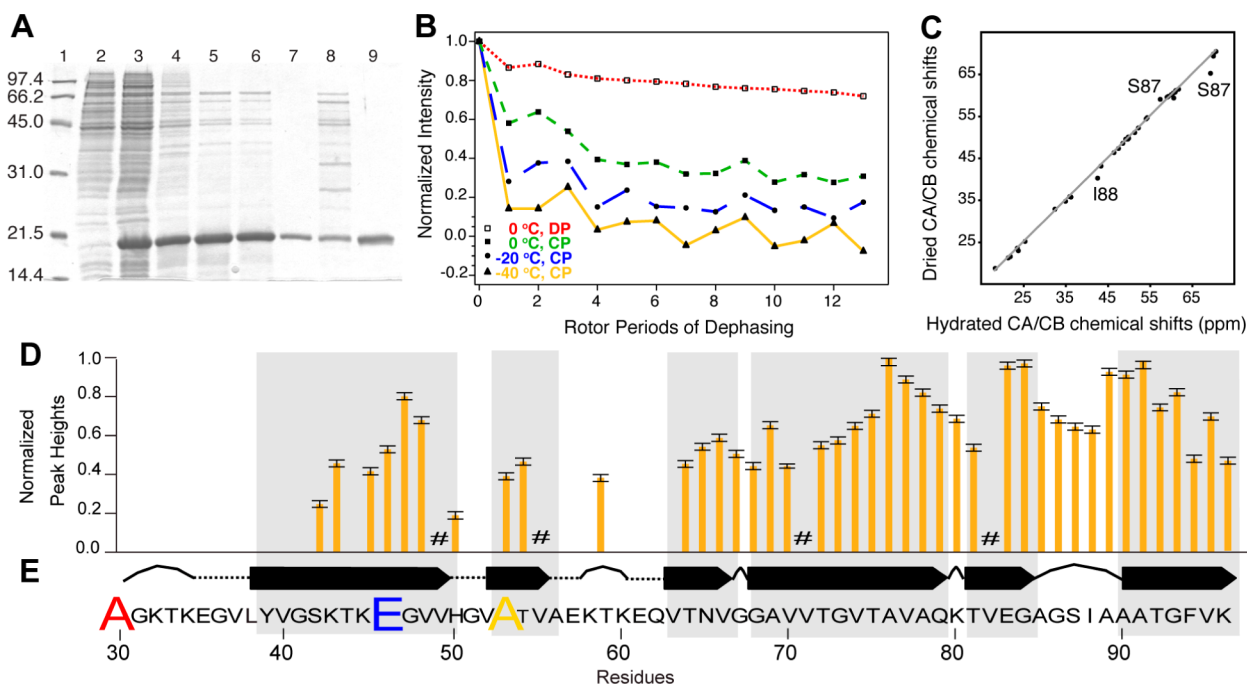 A
1 2 3 4 5 6 7 8 9
97.4
66.2
45.0
31.0
21.5
14.4
B
Normalized Intensity
1.0
0.8
0.6
0.4
0.2
0.0
-0.2
0 °C, DP
0 °C, CP
-20 °C, CP
-40 °C, CP
0 2 4 6 8 10 12
Rotor Periods of Dephasing
C
Dried CA/CB chemical shifts
65
55
45
35
25
S87
S87
I88
25 35 45 55 65
Hydrated CA/CB chemical shifts (ppm)
D
Normalized
Peak Heights
1.0
0.8
0.6
0.4
0.2
0.0
# # # #
E
AGKTKEGVLYVGSKTKEGVVHGVATVAEKTKEQVTNVGGAVVTGVTAVAQKTVEGAGSIAAATGFVK
30 40 50 60 70 80 90
Residues